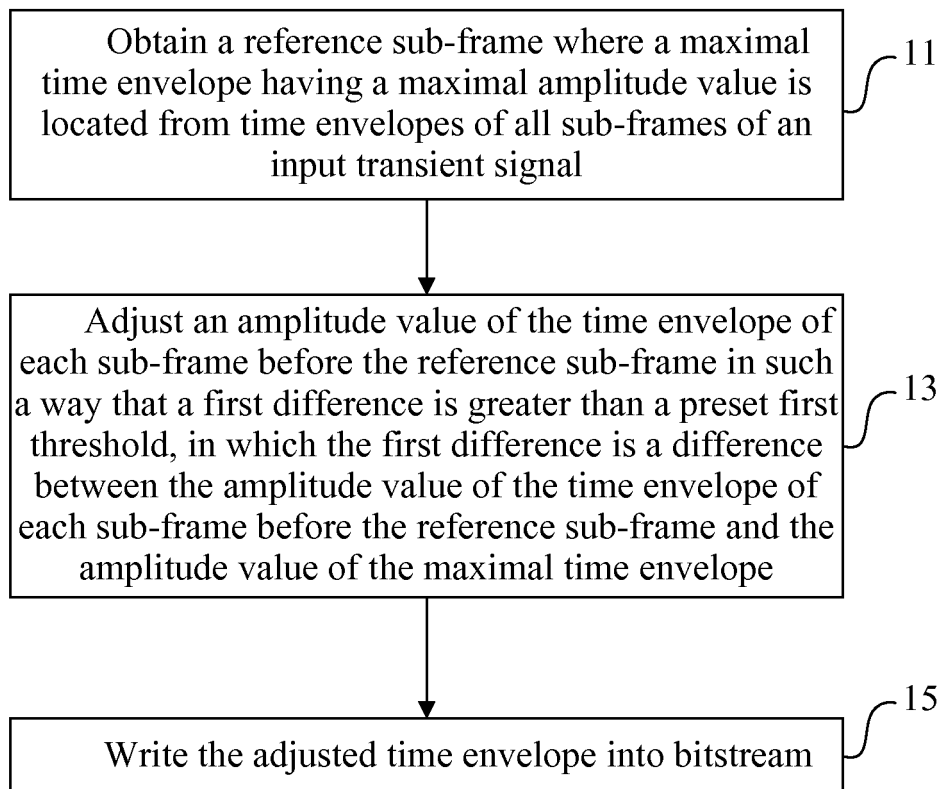 Obtain a reference sub-frame where a maximal
time envelope having a maximal amplitude value is
located from time envelopes of all sub-frames of an
input transient signal
11
Adjust an amplitude value of the time envelope of
each sub-frame before the reference sub-frame in such
a way that a first difference is greater than a preset first
threshold, in which the first difference is a difference
between the amplitude value of the time envelope of
each sub-frame before the reference sub-frame and the
amplitude value of the maximal time envelope
13
Write the adjusted time envelope into bitstream
15